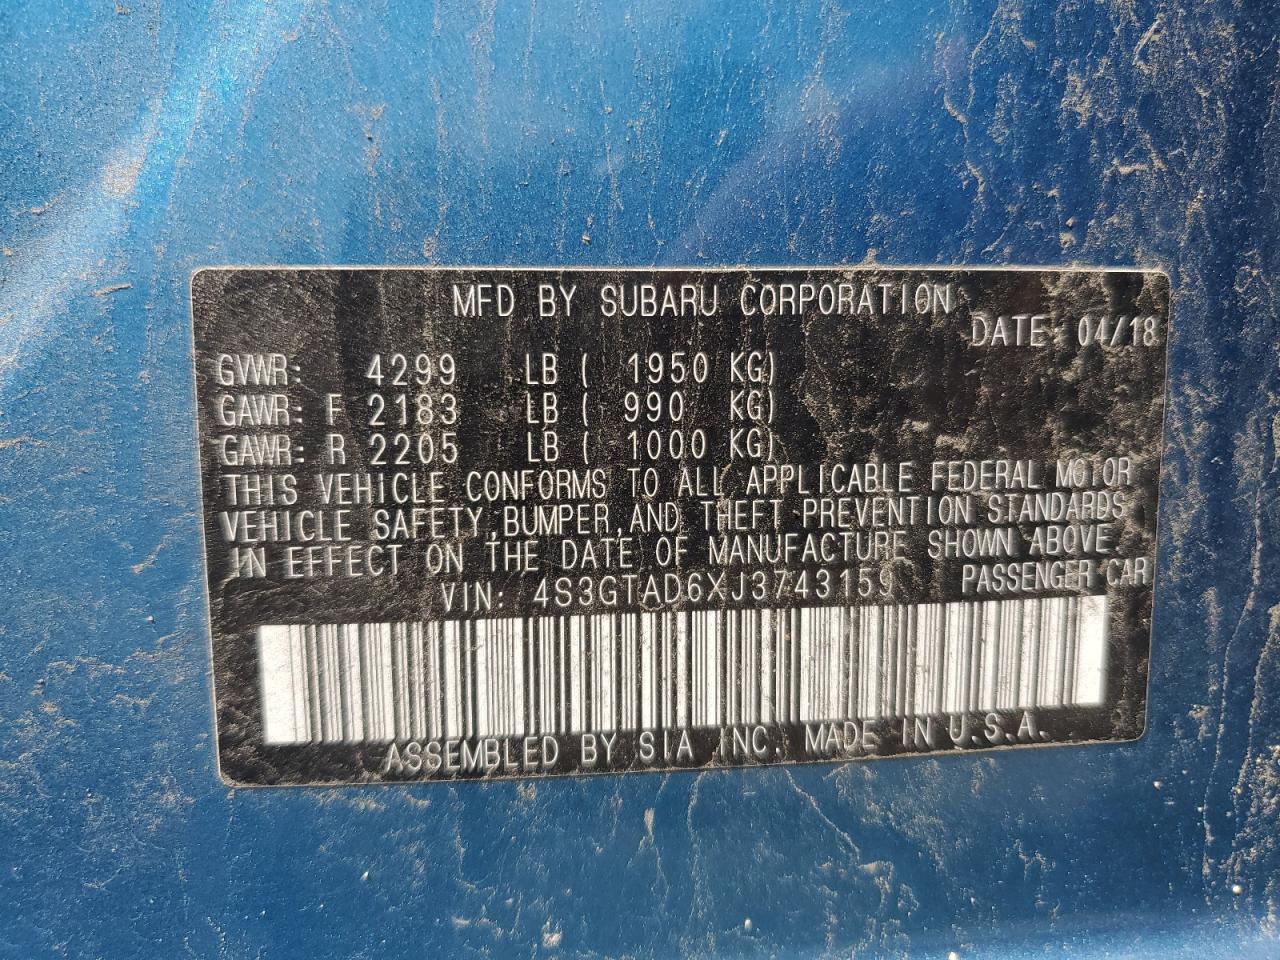 MFD BY SUBARU CORPORATION
DATE: 04/18
GVWR: 4299 LB ( 1950 KG)
GAWR: F 2183 LB ( 990 KG)
GAWR: R 2205 LB ( 1000 KG)
THIS VEHICLE CONFORMS TO ALL APPLICABLE FEDERAL MOTOR
VEHICLE SAFETY,BUMPER,AND THEFT PREVENTION STANDARDS
IN EFFECT ON THE DATE OF MANUFACTURE SHOWN ABOVE.
VIN: 4S3GTAD6XJ3743159 PASSENGER CAR
ASSEMBLED BY SIA INC. MADE IN U.S.A.